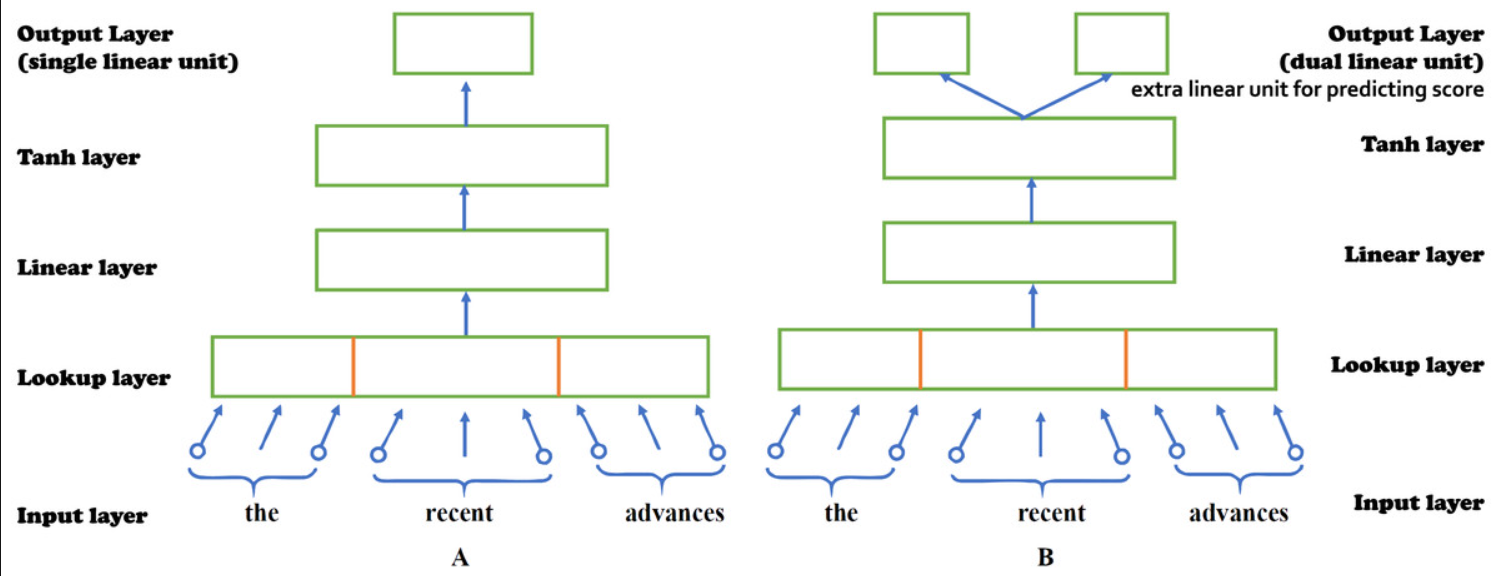 Output Layer
(single linear unit)
Tanh layer
Linear layer
Lookup layer
Input layer
the recent advances
A
Output Layer
(dual linear unit)
extra linear unit for predicting score
Tanh layer
Linear layer
Lookup layer
Input layer
the recent advances
B